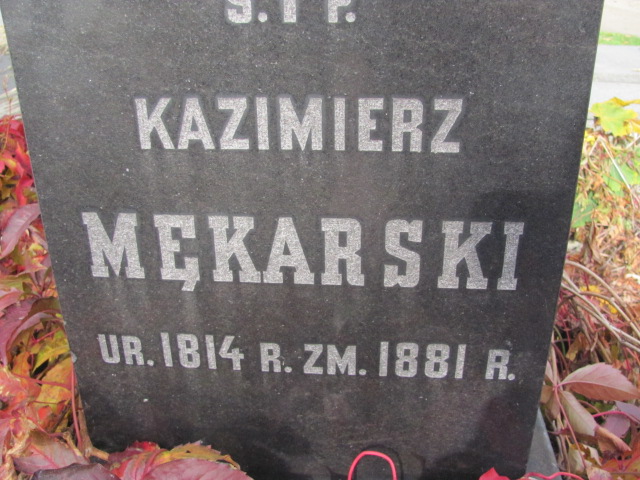 Ś. † P.
KAZIMIERZ
MĘKARSKI
UR. 1814 R. ZM. 1881 R.